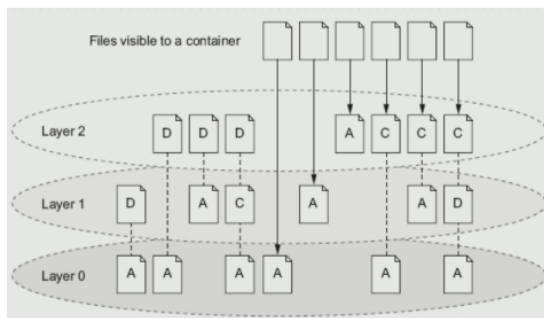 Files visible to a container
Layer 2
D D D A C C C
Layer 1
D A C A A D
Layer 0
A A A A A A